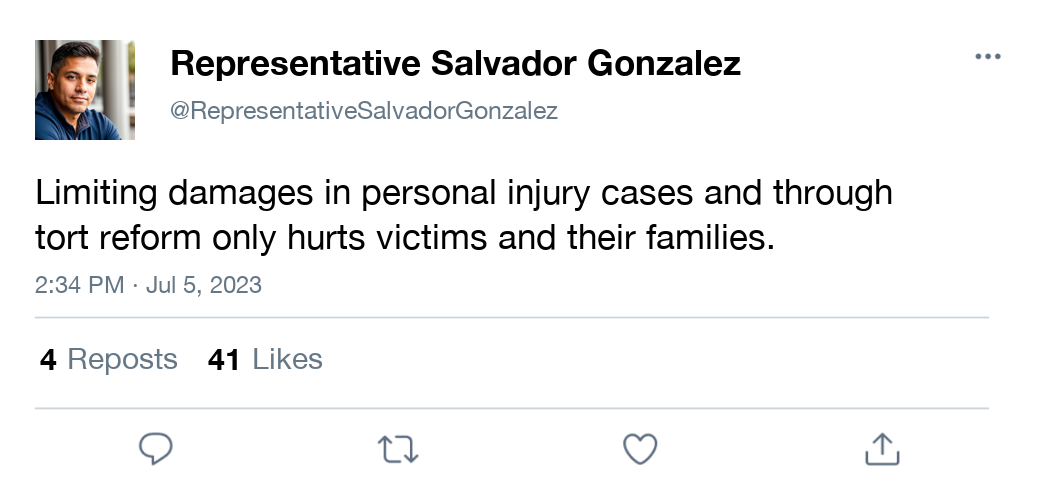 Representative Salvador Gonzalez
@RepresentativeSalvadorGonzalez
Limiting damages in personal injury cases and through
tort reform only hurts victims and their families.
2:34 PM · Jul 5, 2023
4 Reposts 41 Likes